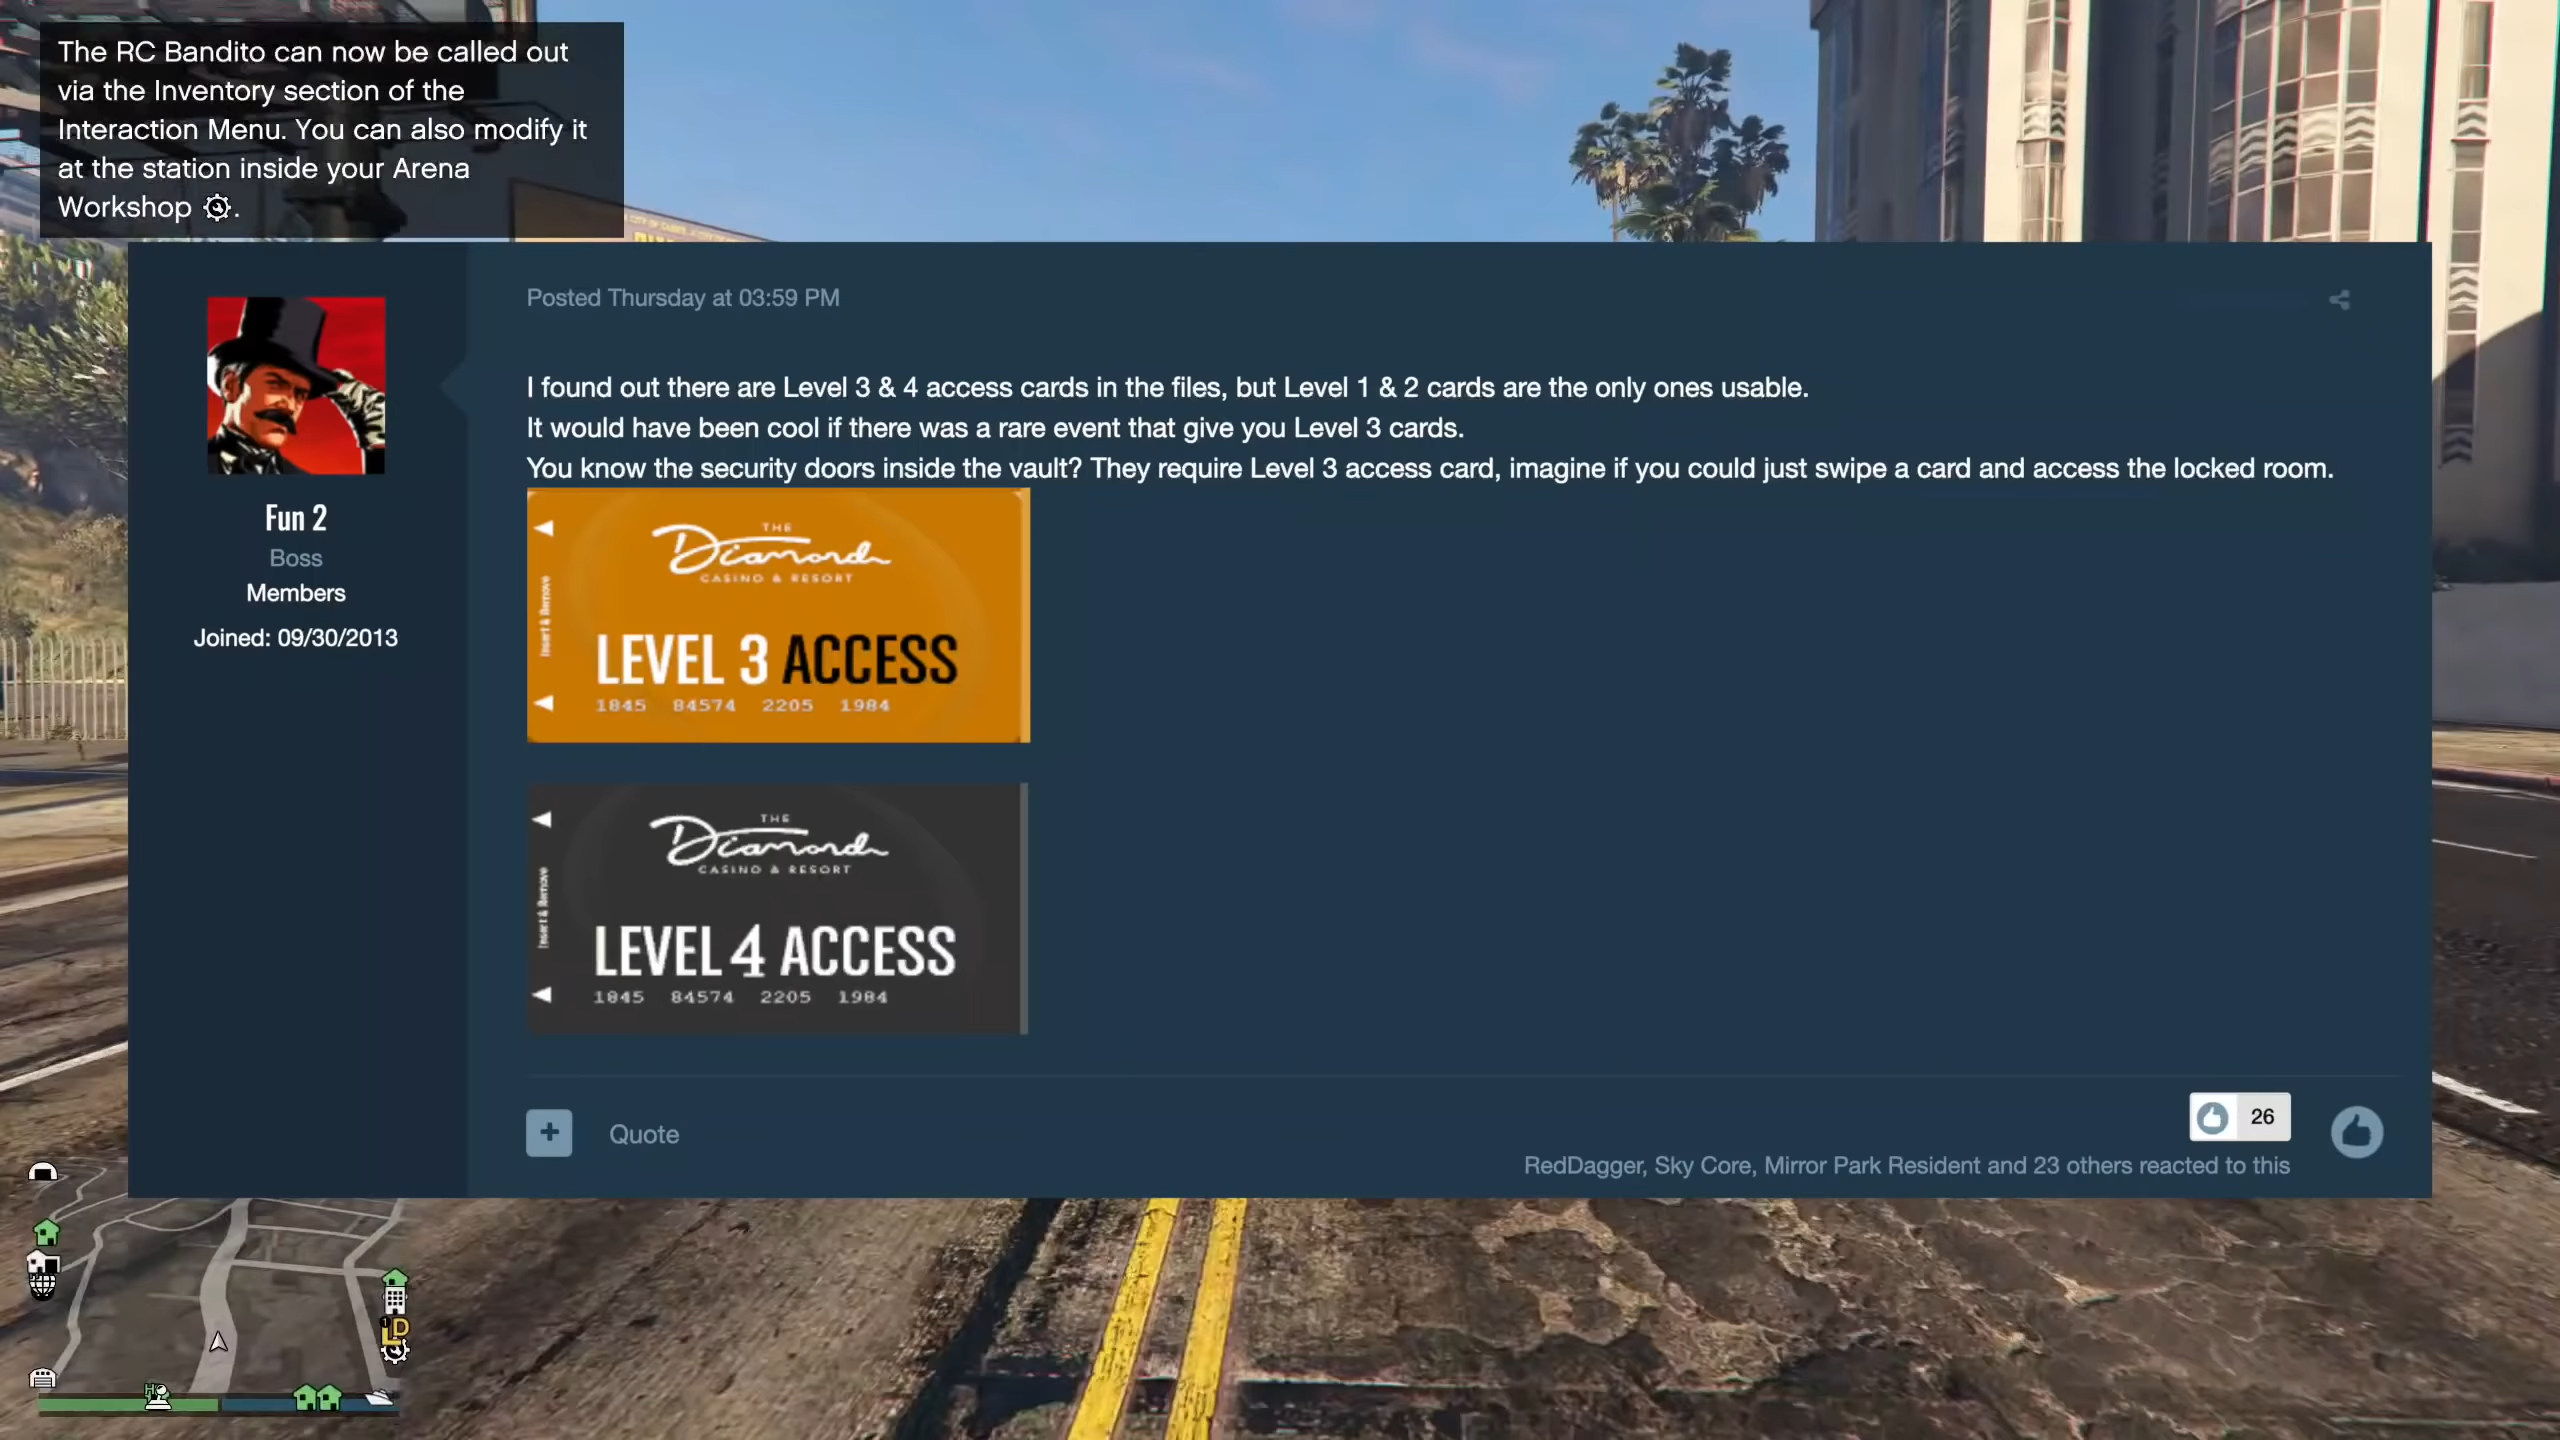 The RC Bandito can now be called out
via the Inventory section of the
Interaction Menu. You can also modify it
at the station inside your Arena
Workshop .
Posted Thursday at 03:59 PM
Fun 2
Boss
Members
Joined: 09/30/2013
I found out there are Level 3 & 4 access cards in the files, but Level 1 & 2 cards are the only ones usable.
It would have been cool if there was a rare event that give you Level 3 cards.
You know the security doors inside the vault? They require Level 3 access card, imagine if you could just swipe a card and access the locked room.
THE
Diamond
CASINO & RESORT
Insert & Remove
LEVEL 3 ACCESS
1845 84574 2205 1984
THE
Diamond
CASINO & RESORT
Insert & Remove
LEVEL 4 ACCESS
1845 84574 2205 1984
+ Quote
26
RedDagger, Sky Core, Mirror Park Resident and 23 others reacted to this